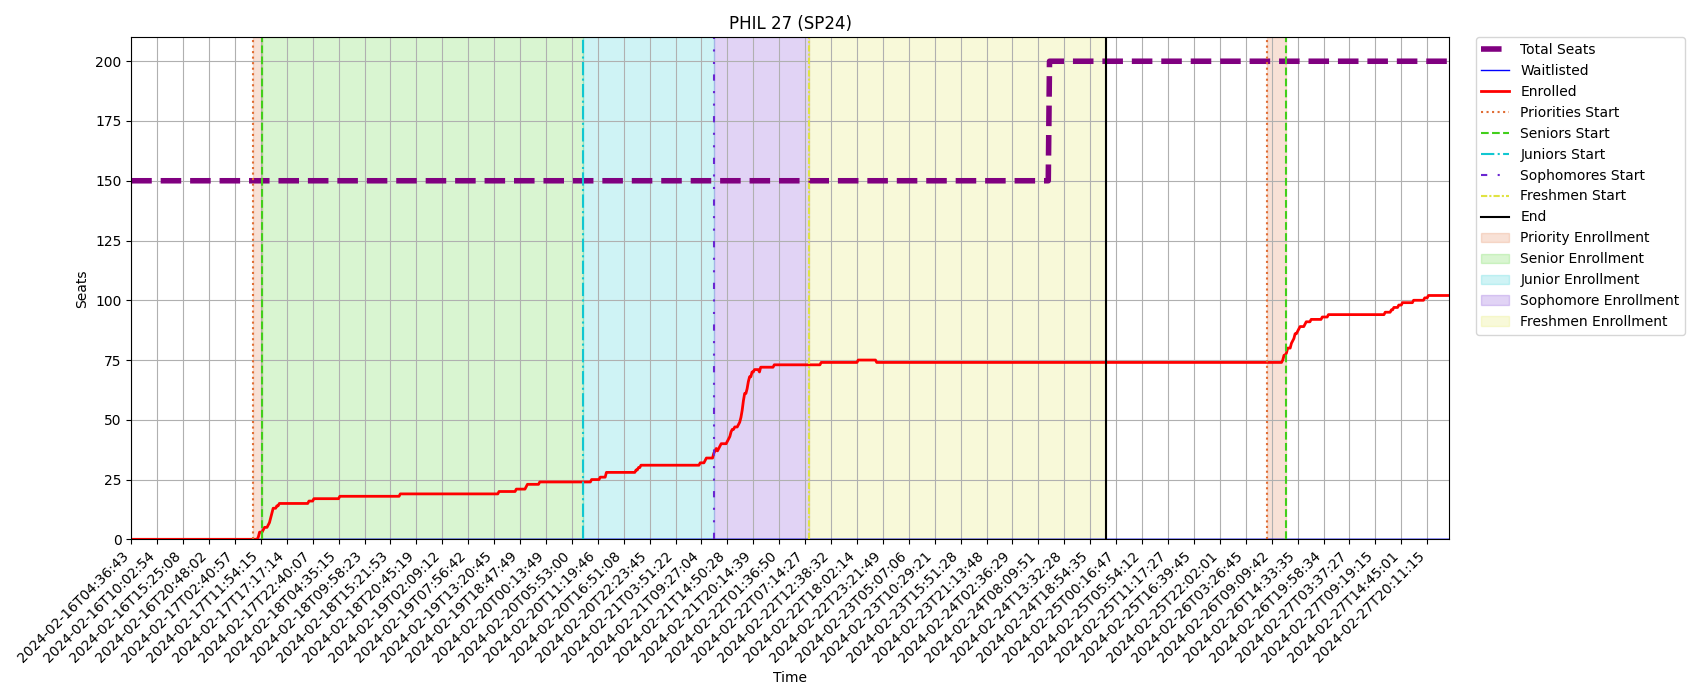 PHIL 27 (SP24)
200
175
150
125
100
75
50
25
0
Seats
2024-02-16T04:36:43
2024-02-16T10:02:54
2024-02-16T15:25:08
2024-02-16T20:48:02
2024-02-17T02:40:57
2024-02-17T11:54:15
2024-02-17T17:17:14
2024-02-17T22:40:07
2024-02-18T04:35:15
2024-02-18T09:58:23
2024-02-18T15:21:53
2024-02-18T20:45:19
2024-02-19T02:09:12
2024-02-19T07:56:42
2024-02-19T13:20:45
2024-02-19T18:47:49
2024-02-20T00:13:49
2024-02-20T05:53:00
2024-02-20T11:19:46
2024-02-20T16:51:08
2024-02-20T22:23:45
2024-02-21T03:51:22
2024-02-21T09:27:04
2024-02-21T14:50:28
2024-02-21T20:14:39
2024-02-22T01:36:50
2024-02-22T07:14:27
2024-02-22T12:38:32
2024-02-22T18:02:14
2024-02-22T23:21:49
2024-02-23T05:07:06
2024-02-23T10:29:21
2024-02-23T15:51:28
2024-02-23T21:13:48
2024-02-24T02:36:29
2024-02-24T08:09:51
2024-02-24T13:32:28
2024-02-24T18:54:35
2024-02-25T00:16:47
2024-02-25T05:54:12
2024-02-25T11:17:27
2024-02-25T16:39:45
2024-02-25T22:02:01
2024-02-26T03:26:45
2024-02-26T09:09:42
2024-02-26T14:33:35
2024-02-26T19:58:34
2024-02-27T03:37:27
2024-02-27T09:19:15
2024-02-27T14:45:01
2024-02-27T20:11:15
Time
Total Seats
Waitlisted
Enrolled
Priorities Start
Seniors Start
Juniors Start
Sophomores Start
Freshmen Start
End
Priority Enrollment
Senior Enrollment
Junior Enrollment
Sophomore Enrollment
Freshmen Enrollment